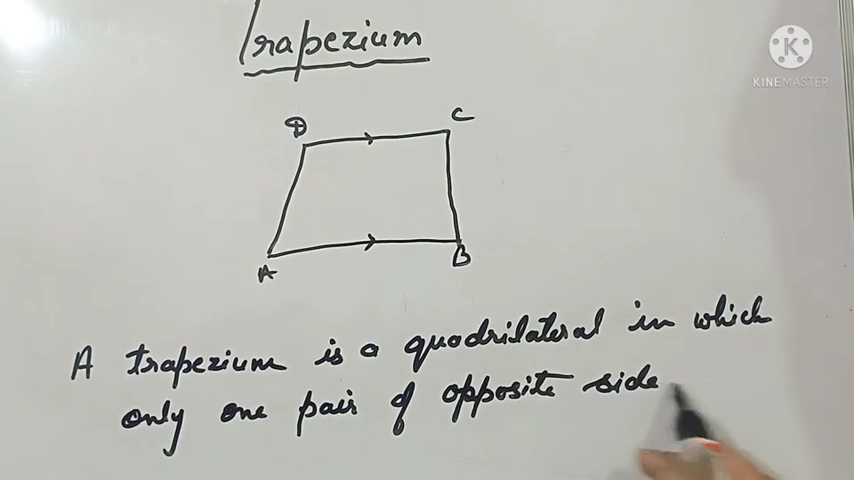 Trapezium
K
KINEMASTER
D
C
A
B
A trapezium is a quadrilateral in which
only one pair of opposite side